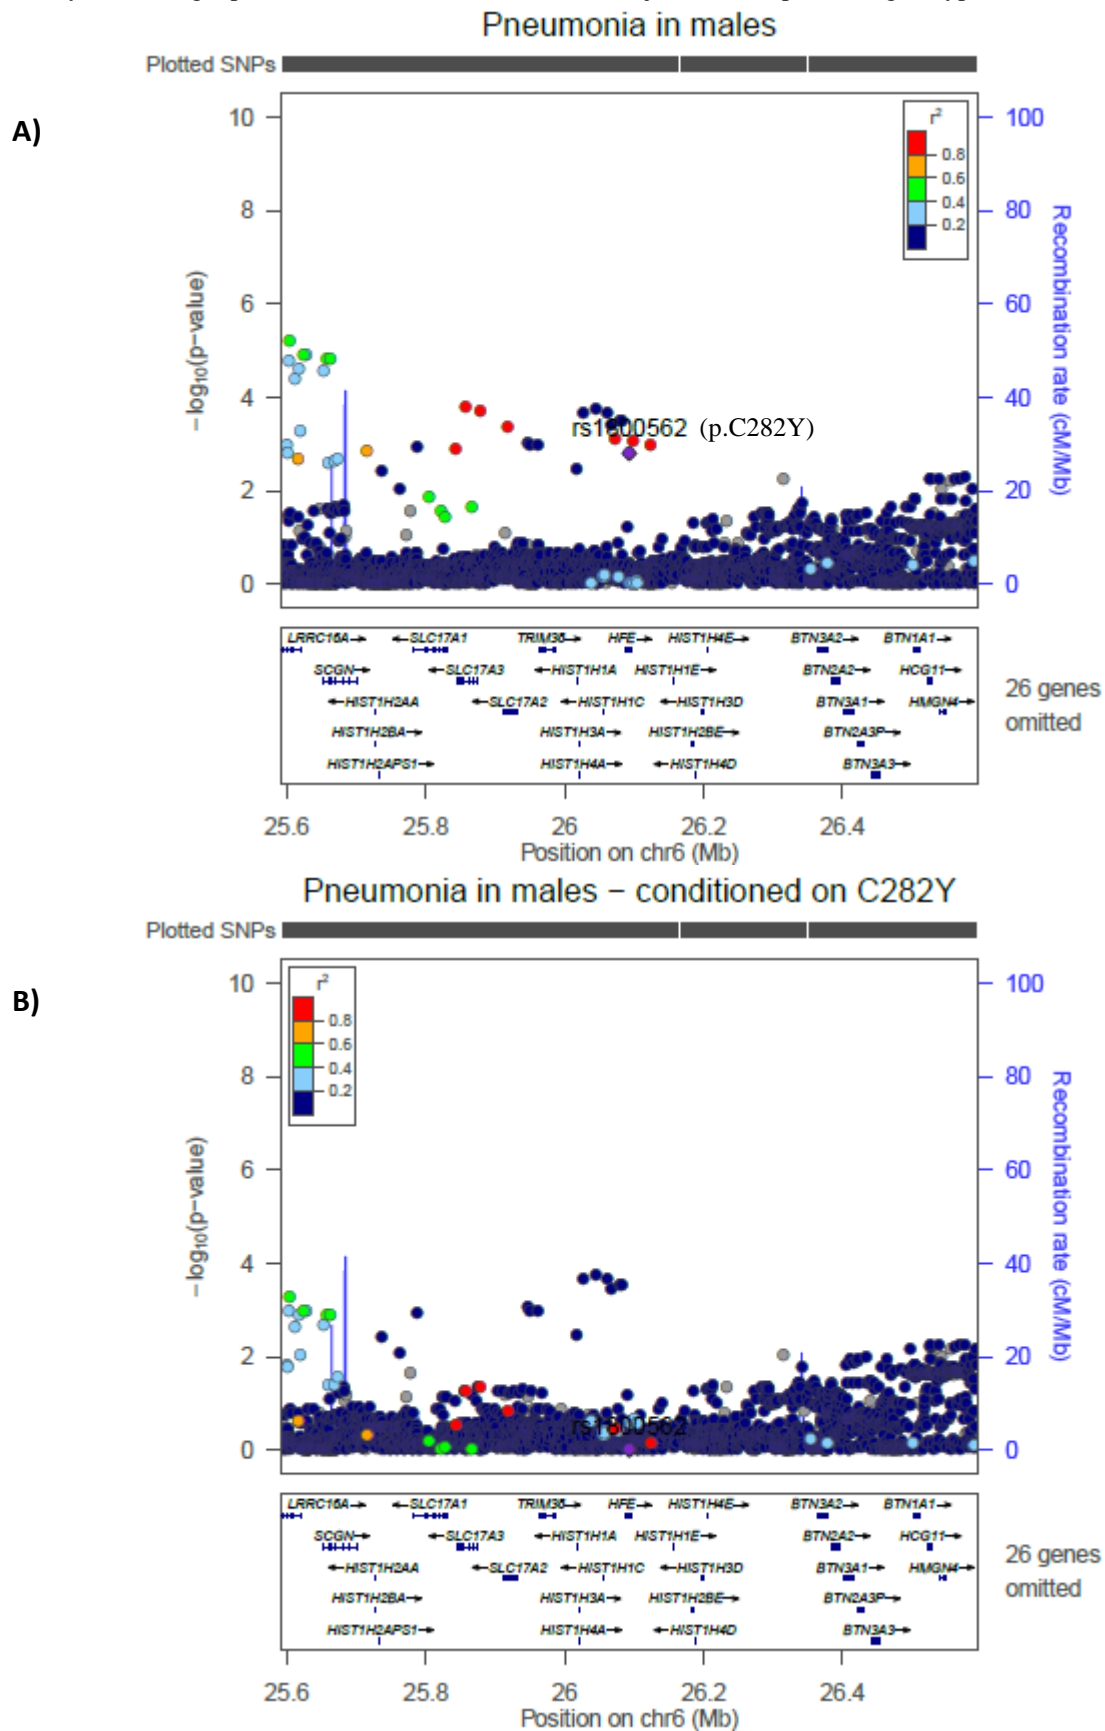 Pneumonia in males
Plotted SNPs
A)
10
8
6
4
2
0
−log10(p−value)
r2
0.8
0.6
0.4
0.2
100
80
60
40
20
0
Recombination rate (cM/Mb)
rs1800562 (p.C282Y)
LRRC16A→ ←SLC17A1 TRIM38→ HFE→ HIST1H4E→ BTN3A2→ BTN1A1→
SCGN→ ←SLC17A3 ←HIST1H1A HIST1H1E→ BTN2A2→ HCG11→
←HIST1H2AA ←SLC17A2 ←HIST1H1C ←HIST1H3D BTN3A1→ HMGN4→
HIST1H2BA→ HIST1H3A→ HIST1H2BE→ BTN2A3P→
HIST1H2APS1→ HIST1H4A→ ←HIST1H4D BTN3A3→
26 genes
omitted
25.6 25.8 26 26.2 26.4
Position on chr6 (Mb)
Pneumonia in males − conditioned on C282Y
Plotted SNPs
B)
10
8
6
4
2
0
−log10(p−value)
r2
0.8
0.6
0.4
0.2
100
80
60
40
20
0
Recombination rate (cM/Mb)
rs1800562
LRRC16A→ ←SLC17A1 TRIM38→ HFE→ HIST1H4E→ BTN3A2→ BTN1A1→
SCGN→ ←SLC17A3 ←HIST1H1A HIST1H1E→ BTN2A2→ HCG11→
←HIST1H2AA ←SLC17A2 ←HIST1H1C ←HIST1H3D BTN3A1→ HMGN4→
HIST1H2BA→ HIST1H3A→ HIST1H2BE→ BTN2A3P→
HIST1H2APS1→ HIST1H4A→ ←HIST1H4D BTN3A3→
26 genes
omitted
25.6 25.8 26 26.2 26.4
Position on chr6 (Mb)